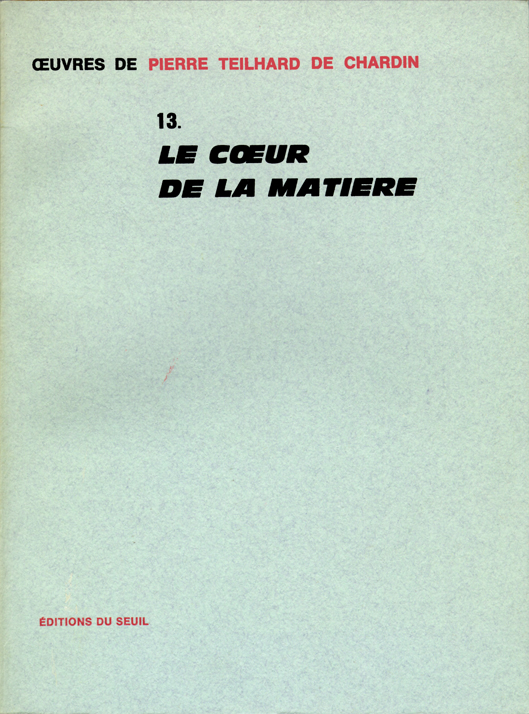 ŒUVRES DE PIERRE TEILHARD DE CHARDIN
13.
LE CŒUR
DE LA MATIERE
ÉDITIONS DU SEUIL